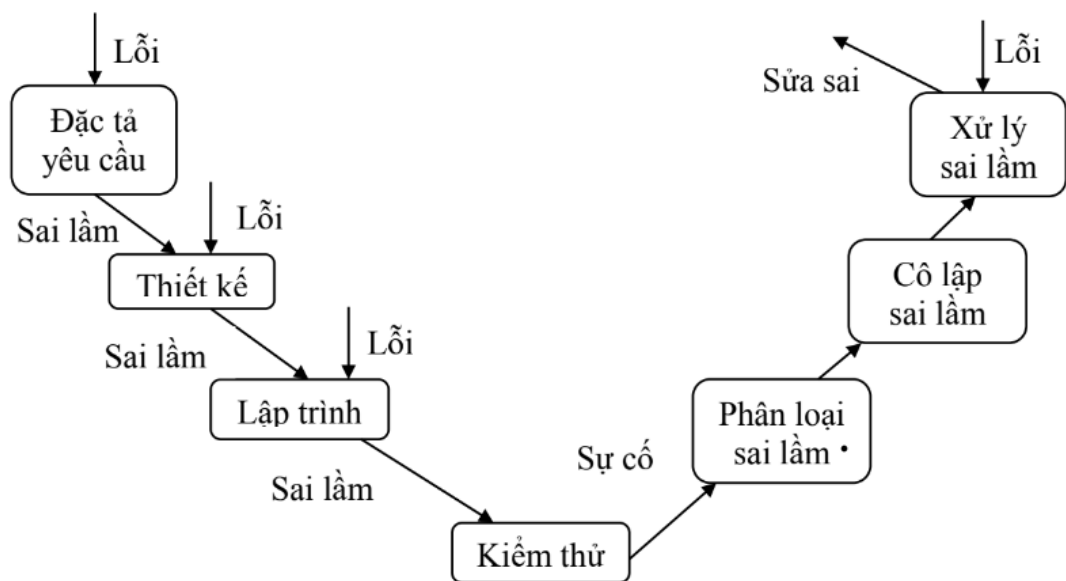 Lỗi
Đặc tả
yêu cầu
Sai lầm
Lỗi
Thiết kế
Sai lầm
Lỗi
Lập trình
Sai lầm
Kiểm thử
Sự cố
Phân loại
sai lầm
Cô lập
sai lầm
Xử lý
sai lầm
Lỗi
Sửa sai